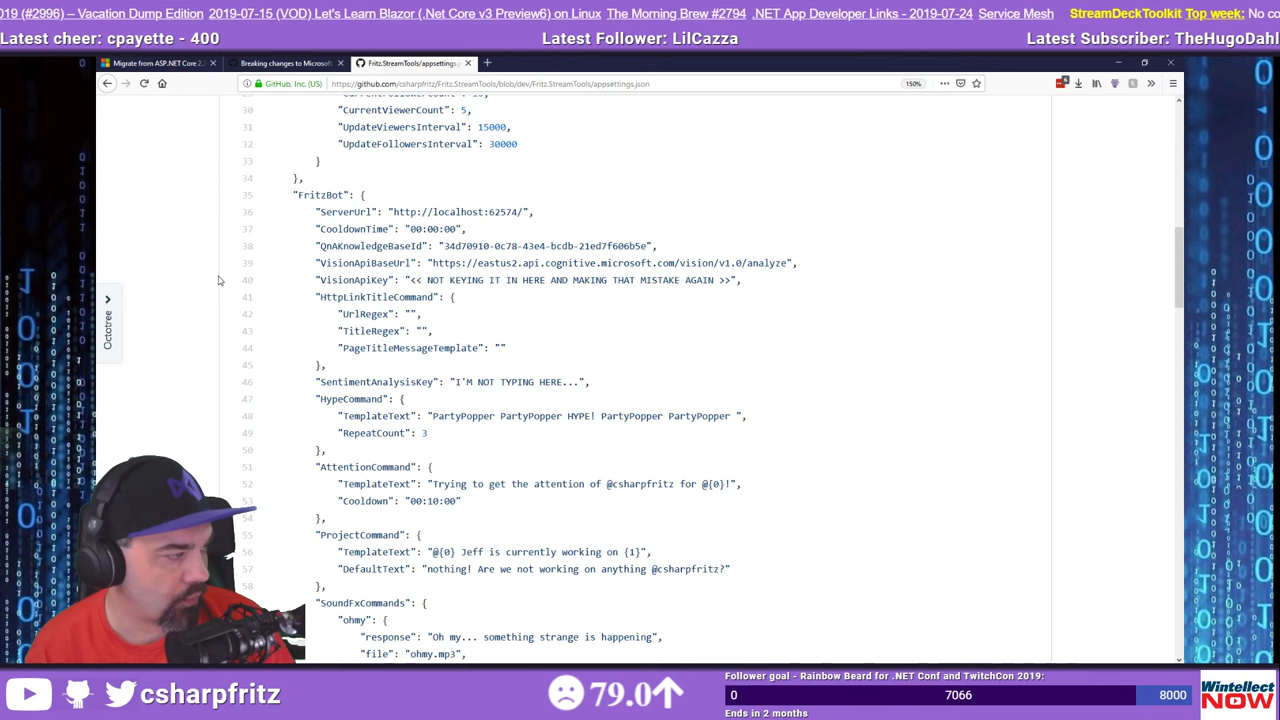 019 (#2996) – Vacation Dump Edition 2019-07-15 (VOD) Let's Learn Blazor (.Net Core v3 Preview6) on Linux The Morning Brew #2794 .NET App Developer Links - 2019-07-24 Service Mesh StreamDeckToolkit Top week: No co
Latest cheer: cpayette - 400 Latest Follower: LilCazza Latest Subscriber: TheHugoDahl
Migrate from ASP.NET Core 2. Breaking changes to Microsoft Fritz.StreamTools/appsettings.json
GitHub, Inc. (US) https://github.com/csharpfritz/Fritz.StreamTools/blob/dev/Fritz.StreamTools/appsettings.json 150%
30 "CurrentViewerCount": 5,
31 "UpdateViewersInterval": 15000,
32 "UpdateFollowersInterval": 30000
33 }
34 },
35 "FritzBot": {
36 "ServerUrl": "http://localhost:62574/",
37 "CooldownTime": "00:00:00",
38 "QnAKnowledgeBaseId": "34d70910-0c78-43e4-bcdb-21ed7f606b5e",
39 "VisionApiBaseUrl": "https://eastus2.api.cognitive.microsoft.com/vision/v1.0/analyze",
40 "VisionApiKey": "<< NOT KEYING IT IN HERE AND MAKING THAT MISTAKE AGAIN >>",
41 "HttpLinkTitleCommand": {
42 "UrlRegex": "",
43 "TitleRegex": "",
44 "PageTitleMessageTemplate": ""
45 },
46 "SentimentAnalysisKey": "I'M NOT TYPING HERE...",
47 "HypeCommand": {
48 "TemplateText": "PartyPopper PartyPopper HYPE! PartyPopper PartyPopper ",
49 "RepeatCount": 3
50 },
51 "AttentionCommand": {
52 "TemplateText": "Trying to get the attention of @csharpfritz for @{0}!",
53 "Cooldown": "00:10:00"
54 },
55 "ProjectCommand": {
56 "TemplateText": "@{0} Jeff is currently working on {1}",
57 "DefaultText": "nothing! Are we not working on anything @csharpfritz?"
58 },
"SoundFxCommands": {
"ohmy": {
"response": "Oh my... something strange is happening",
"file": "ohmy.mp3",
Octotree
csharpfritz
79.0
Follower goal - Rainbow Beard for .NET Conf and TwitchCon 2019:
0 7066 8000
Ends in 2 months
Wintellect
NOW